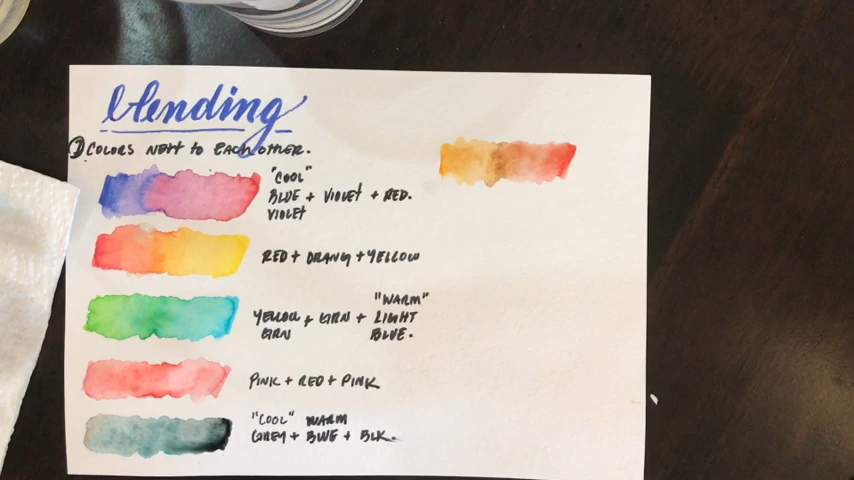 blending
① COLORS NEXT TO EACH OTHER.
"COOL"
BLUE + VIOLET + RED.
VIOLET
RED + ORANG + YELLOW
"WARM"
YELLOW + GRN + LIGHT
GRN BLUE.
PINK + RED + PINK
"COOL" WARM
GREY + BLUE + BLK.